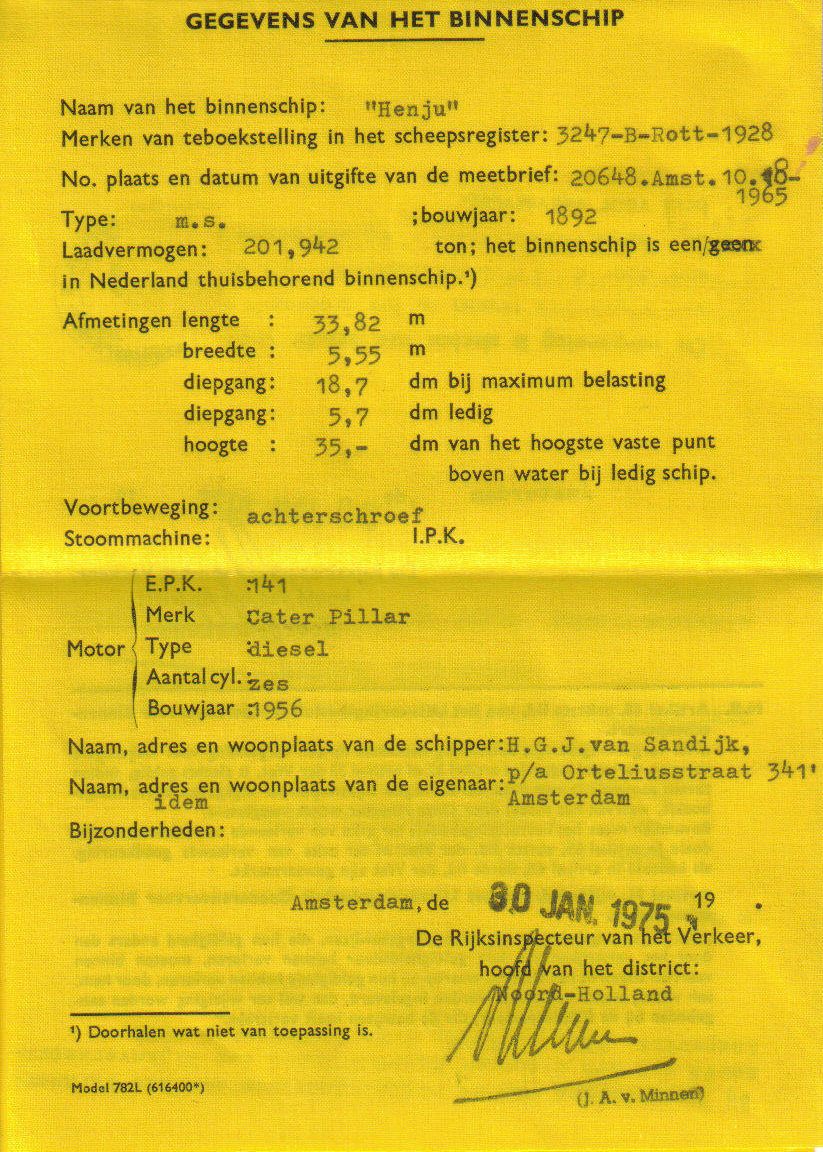 GEGEVENS VAN HET BINNENSCHIP
Naam van het binnenschip: "Henju"
Merken van teboekstelling in het scheepsregister: 3247-B-Rott-1928
No. plaats en datum van uitgifte van de meetbrief: 20648.Amst.10.
1965
Type: m.s. ; bouwjaar: 1892
Laadvermogen: 201,942 ton; het binnenschip is een/geen
in Nederland thuisbehorend binnenschip.¹)
Afmetingen lengte : 33,82 m
breedte : 5,55 m
diepgang: 18,7 dm bij maximum belasting
diepgang: 5,7 dm ledig
hoogte : 35,- dm van het hoogste vaste punt
boven water bij ledig schip.
Voortbeweging: achterschroef
Stoommachine: I.P.K.
E.P.K. :141
Merk :Cater Pillar
Motor Type :diesel
Aantal cyl.:zes
Bouwjaar :1956
Naam, adres en woonplaats van de schipper: H.G.J.van Sandijk,
Naam, adres en woonplaats van de eigenaar: p/a Orteliusstraat 341'
idem Amsterdam
Bijzonderheden:
Amsterdam, de 30 JAN. 1975 19 .
De Rijksinspecteur van het Verkeer,
hoofd van het district:
Noord-Holland
¹) Doorhalen wat niet van toepassing is.
Model 782L (616400*)
(J. A. v. Minnen)